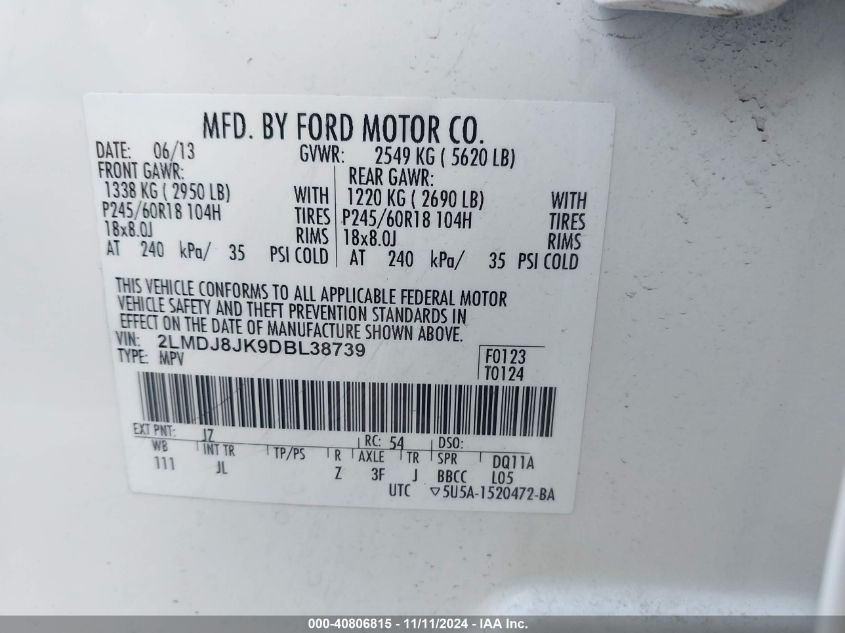 MFD. BY FORD MOTOR CO.
DATE: 06/13 GVWR: 2549 KG ( 5620 LB)
FRONT GAWR: REAR GAWR:
1338 KG ( 2950 LB) WITH 1220 KG ( 2690 LB) WITH
P245/60R18 104H TIRES P245/60R18 104H TIRES
18x8.0J RIMS 18x8.0J RIMS
AT 240 kPa/ 35 PSI COLD AT 240 kPa/ 35 PSI COLD
THIS VEHICLE CONFORMS TO ALL APPLICABLE FEDERAL MOTOR
VEHICLE SAFETY AND THEFT PREVENTION STANDARDS IN
EFFECT ON THE DATE OF MANUFACTURE SHOWN ABOVE.
VIN: 2LMDJ8JK9DBL38739 F0123
TYPE: MPV T0124
EXT PNT: JZ RC: 54 DSO:
WB INT TR TP/PS R AXLE TR SPR DQ11A
111 JL Z 3F J BBCC L05
UTC ▽5U5A-1520472-BA
000-40806815 - 11/11/2024 - IAA Inc.